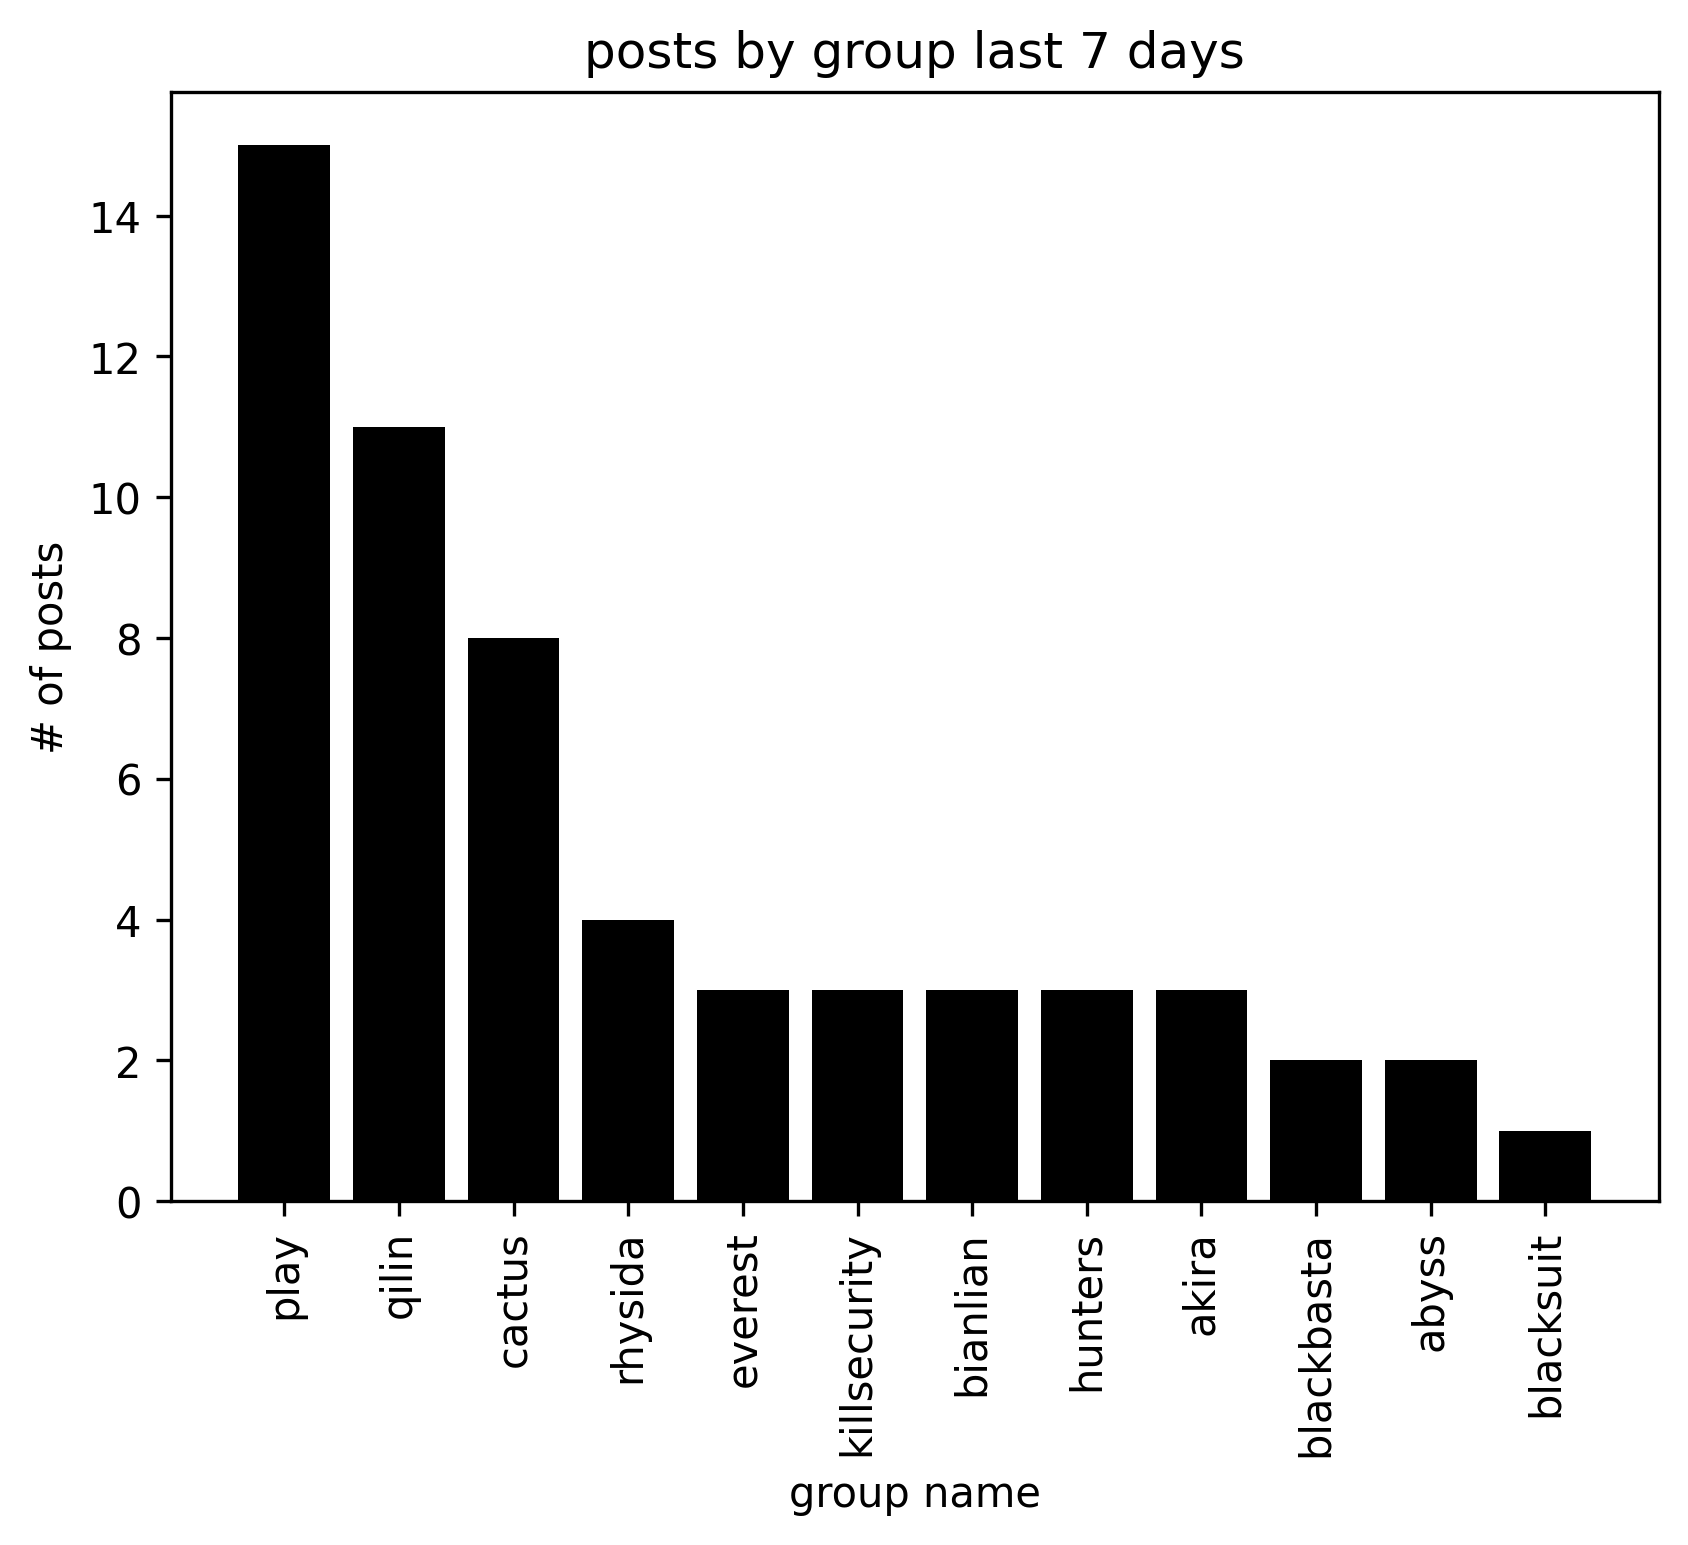 posts by group last 7 days
# of posts
14
12
10
8
6
4
2
0
play
qilin
cactus
rhysida
everest
killsecurity
bianlian
hunters
akira
blackbasta
abyss
blacksuit
group name